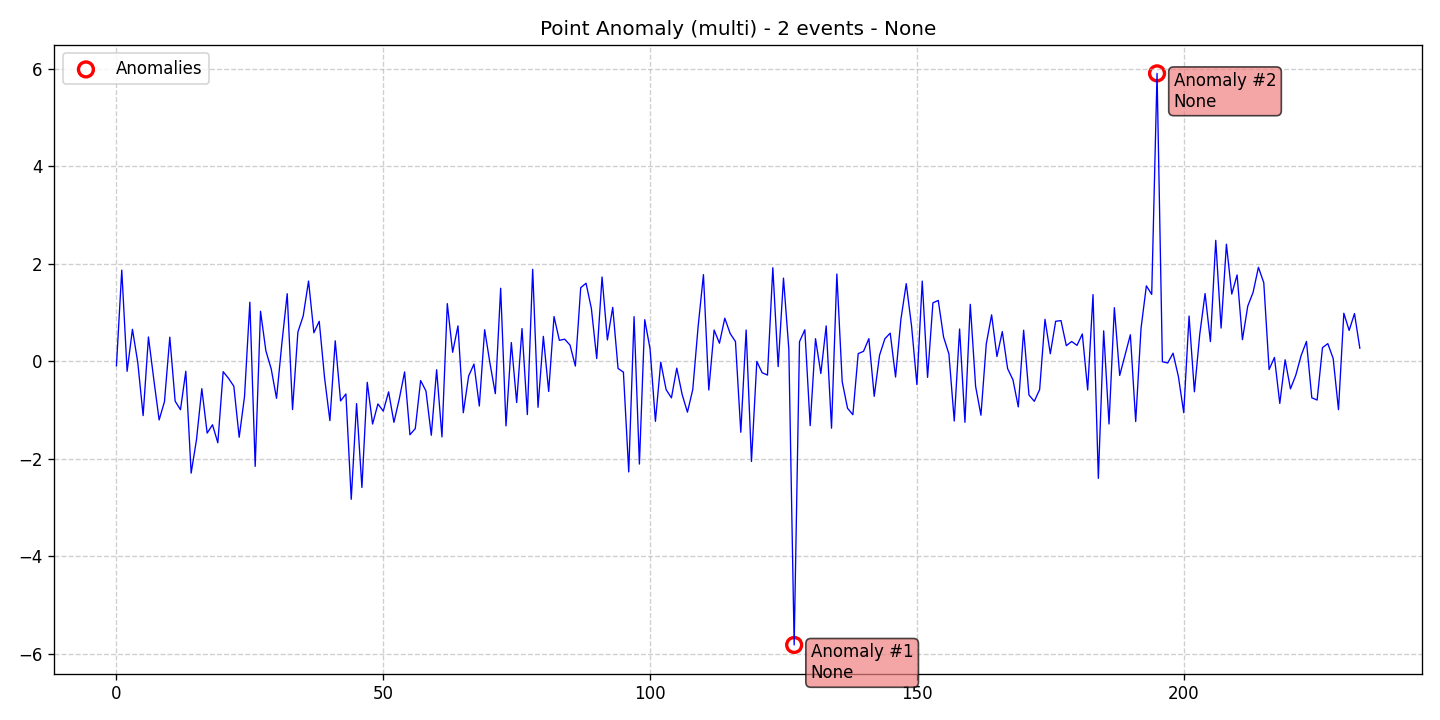 Point Anomaly (multi) - 2 events - None
Anomalies
Anomaly #2
None
Anomaly #1
None
6
4
2
0
−2
−4
−6
0
50
100
150
200